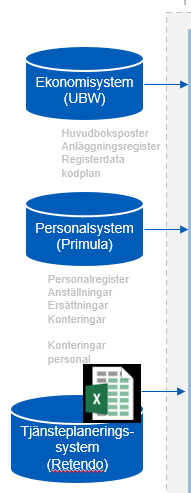 Ekonomisystem
(UBW)
Huvudboksposter
Anläggningsregister
Registerdata
kodplan
Personalsystem
(Primula)
Personalregister
Anställningar
Ersättningar
Konteringar
Konteringar
personal
X
Tjänsteplanerings-
system
(Retendo)